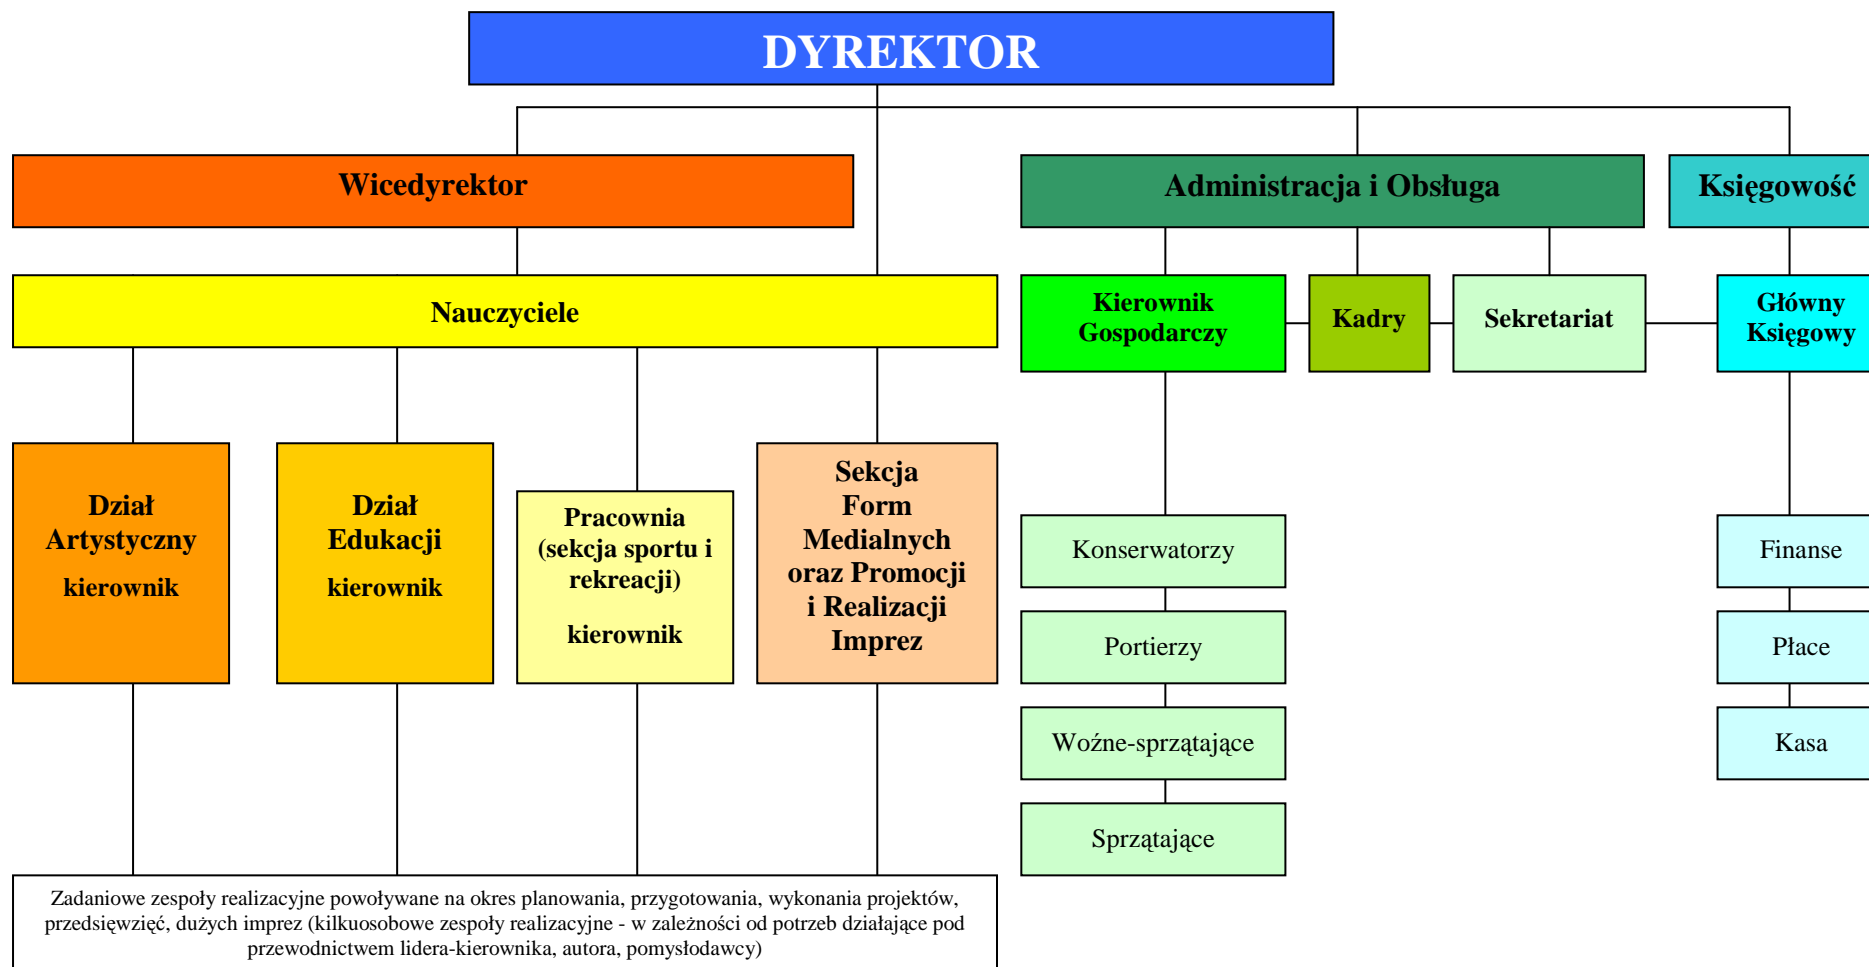 DYREKTOR
Wicedyrektor
Administracja i Obsługa
Księgowość
Nauczyciele
Kierownik
Gospodarczy
Kadry
Sekretariat
Główny
Księgowy
Dział
Artystyczny
kierownik
Dział
Edukacji
kierownik
Pracownia
(sekcja sportu i
rekreacji)
kierownik
Sekcja
Form
Medialnych
oraz Promocji
i Realizacji
Imprez
Konserwatorzy
Portierzy
Woźne-sprzątające
Sprzątające
Finanse
Płace
Kasa
Zadaniowe zespoły realizacyjne powoływane na okres planowania, przygotowania, wykonania projektów,
przedsięwzięć, dużych imprez (kilkuosobowe zespoły realizacyjne - w zależności od potrzeb działające pod
przewodnictwem lidera-kierownika, autora, pomysłodawcy)